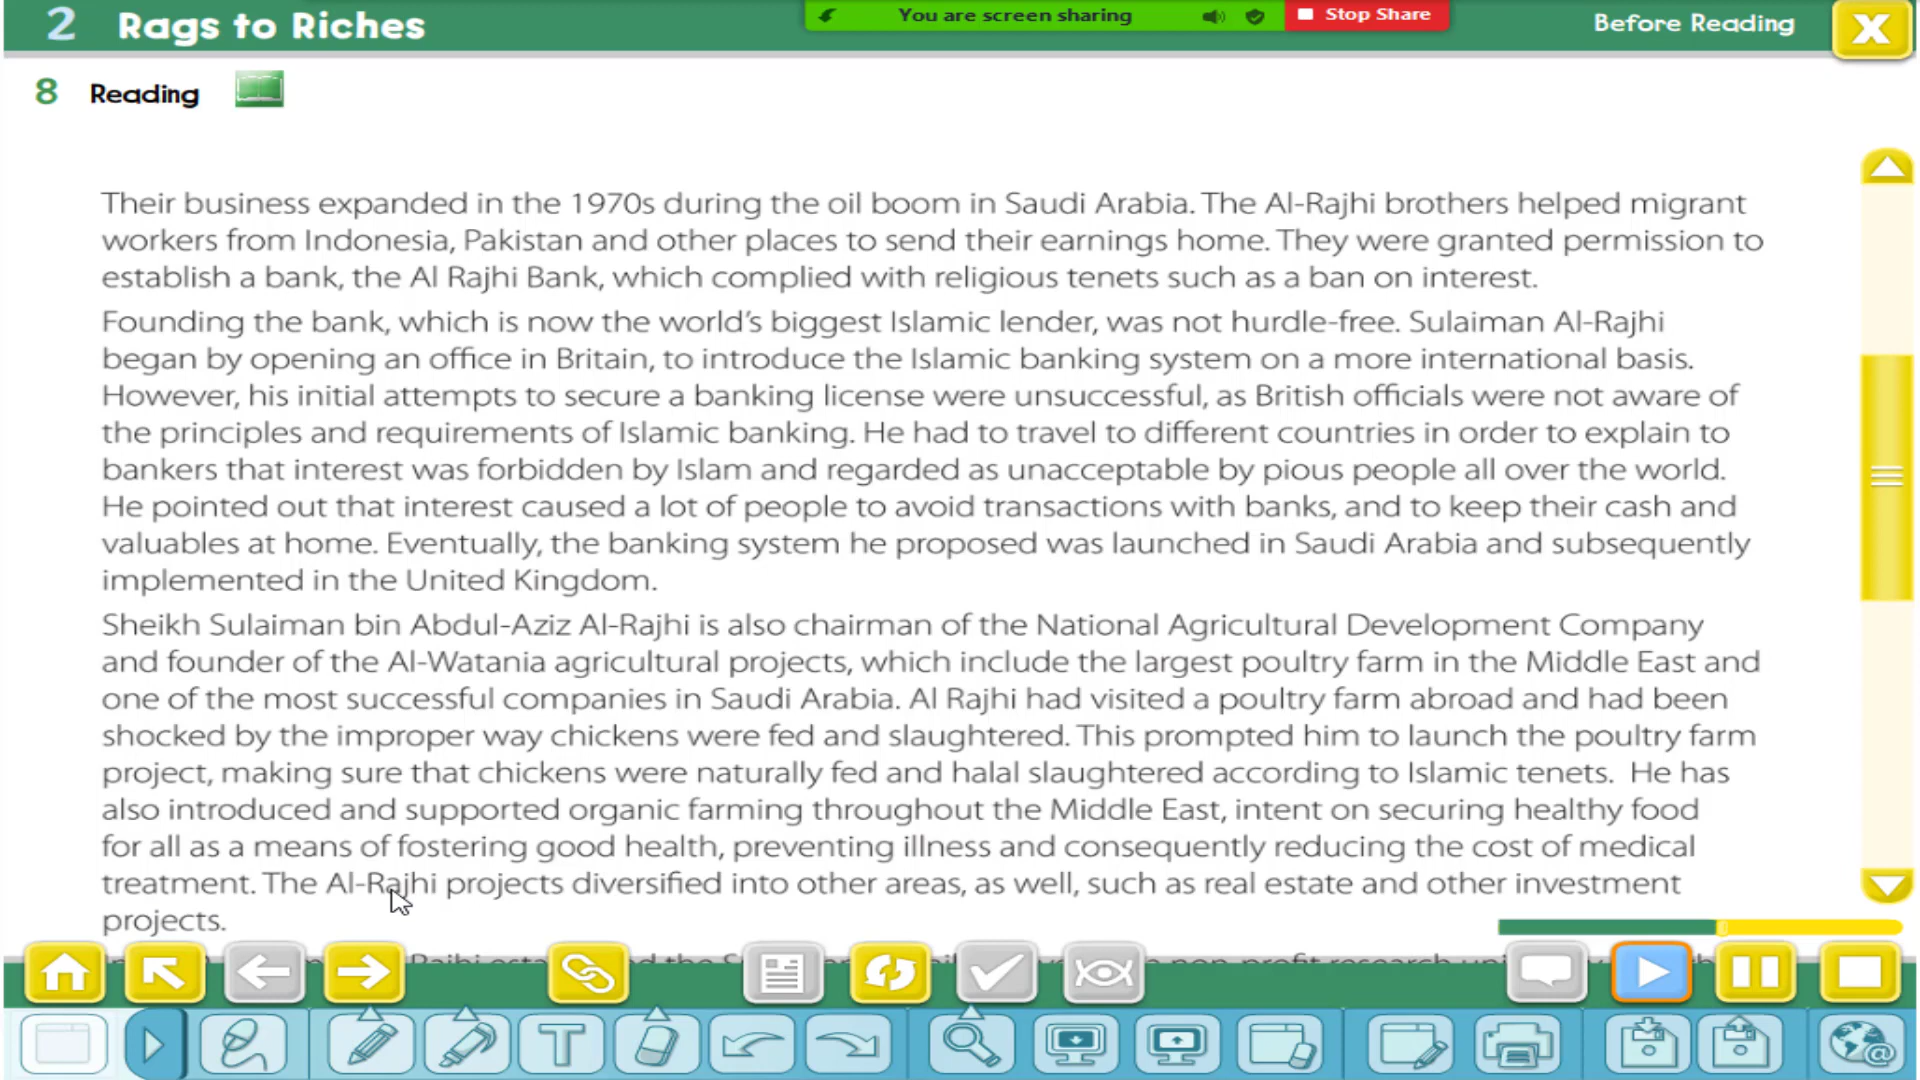 2 Rags to Riches
You are screen sharing
Stop Share
Before Reading
X
8 Reading
Their business expanded in the 1970s during the oil boom in Saudi Arabia. The Al-Rajhi brothers helped migrant
workers from Indonesia, Pakistan and other places to send their earnings home. They were granted permission to
establish a bank, the Al Rajhi Bank, which complied with religious tenets such as a ban on interest.
Founding the bank, which is now the world's biggest Islamic lender, was not hurdle-free. Sulaiman Al-Rajhi
began by opening an office in Britain, to introduce the Islamic banking system on a more international basis.
However, his initial attempts to secure a banking license were unsuccessful, as British officials were not aware of
the principles and requirements of Islamic banking. He had to travel to different countries in order to explain to
bankers that interest was forbidden by Islam and regarded as unacceptable by pious people all over the world.
He pointed out that interest caused a lot of people to avoid transactions with banks, and to keep their cash and
valuables at home. Eventually, the banking system he proposed was launched in Saudi Arabia and subsequently
implemented in the United Kingdom.
Sheikh Sulaiman bin Abdul-Aziz Al-Rajhi is also chairman of the National Agricultural Development Company
and founder of the Al-Watania agricultural projects, which include the largest poultry farm in the Middle East and
one of the most successful companies in Saudi Arabia. Al Rajhi had visited a poultry farm abroad and had been
shocked by the improper way chickens were fed and slaughtered. This prompted him to launch the poultry farm
project, making sure that chickens were naturally fed and halal slaughtered according to Islamic tenets. He has
also introduced and supported organic farming throughout the Middle East, intent on securing healthy food
for all as a means of fostering good health, preventing illness and consequently reducing the cost of medical
treatment. The Al-Rajhi projects diversified into other areas, as well, such as real estate and other investment
projects.
T
@